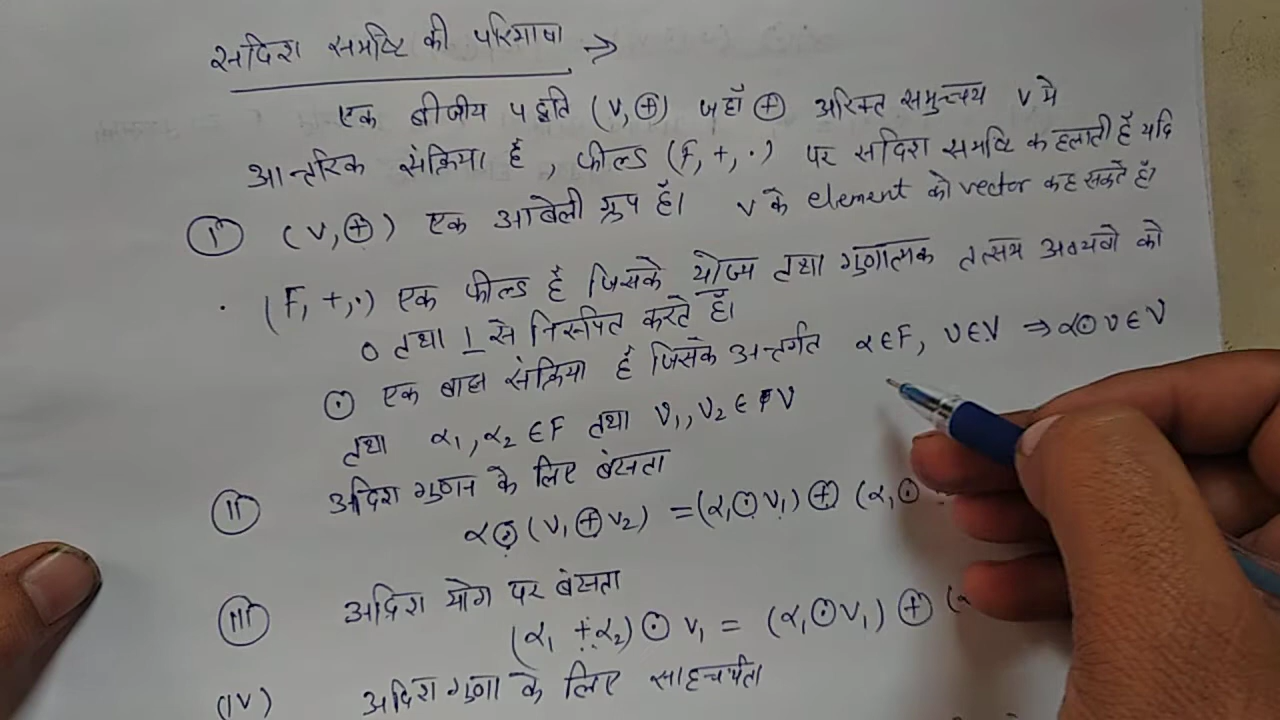 सदिश समष्टि की परिभाषा →
एक बीजीय पद्धति (V,⊕) जहाँ ⊕ अरिक्त समुच्चय V में
आन्तरिक संक्रिया है, फील्ड (F,+,·) पर सदिश समष्टि कहलाती है यदि
(I) (V,⊕) एक आबेली ग्रुप है। V के element को vector कह सकते है।
· (F,+,·) एक फील्ड है जिसके योज्य तथा गुणात्मक तत्सम अवयवो को
0 तथा 1 से निरूपित करते है।
⊙ एक बाह्य संक्रिया है जिसके अन्तर्गत α∈F, v∈V ⇒ α⊙v∈V
तथा α₁,α₂∈F तथा v₁,v₂∈V
(II) अदिश गुणन के लिए बंटनता
α⊙(v₁⊕v₂) = (α₁⊙v₁)⊕(α₁⊙
(III) अदिश योग पर बंटनता
(α₁+α₂)⊙v₁ = (α₁⊙v₁)⊕(
(IV) अदिश गुणा के लिए साहचर्यता